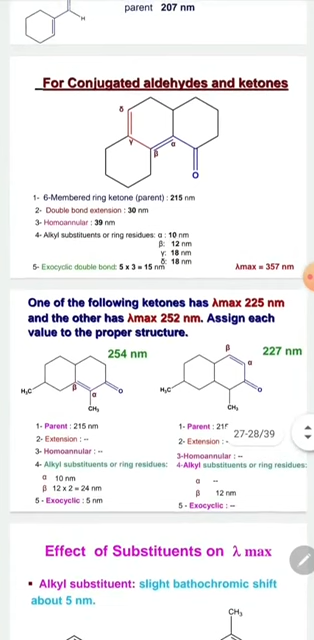 parent 207 nm
H
For Conjugated aldehydes and ketones
δ
γ
β
α
O
1- 6-Membered ring ketone (parent) : 215 nm
2- Double bond extension : 30 nm
3- Homoannular : 39 nm
4- Alkyl substituents or ring residues: α : 10 nm
β: 12 nm
γ: 18 nm
δ: 18 nm
5- Exocyclic double bond: 5 x 3 = 15 nm
λmax = 357 nm
One of the following ketones has λmax 225 nm
and the other has λmax 252 nm. Assign each
value to the proper structure.
254 nm
227 nm
β
α
O
H₃C
CH₃
β
α
O
H₃C
CH₃
1- Parent : 215 nm
2- Extension : --
3- Homoannular : --
4- Alkyl substituents or ring residues:
α 10 nm
β 12 x 2 = 24 nm
5 - Exocyclic : 5 nm
1- Parent : 215
2- Extension : -
3-Homoannular : --
4-Alkyl substituents or ring residues:
α --
β 12 nm
5 - Exocyclic : --
27-28/39
Effect of Substituents on λ max
▪ Alkyl substituent: slight bathochromic shift
about 5 nm.
CH₃